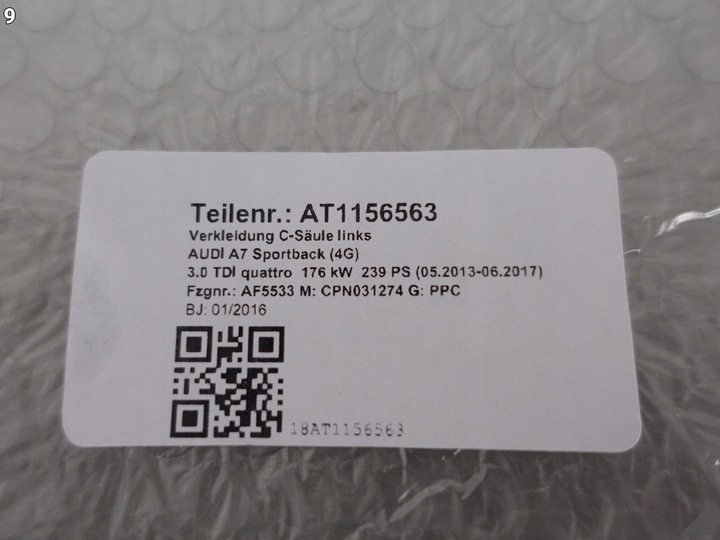 9
Teilenr.: AT1156563
Verkleidung C-Säule links
AUDI A7 Sportback (4G)
3.0 TDI quattro 176 kW 239 PS (05.2013-06.2017)
Fzgnr.: AF5533 M: CPN031274 G: PPC
BJ: 01/2016
18AT1156563